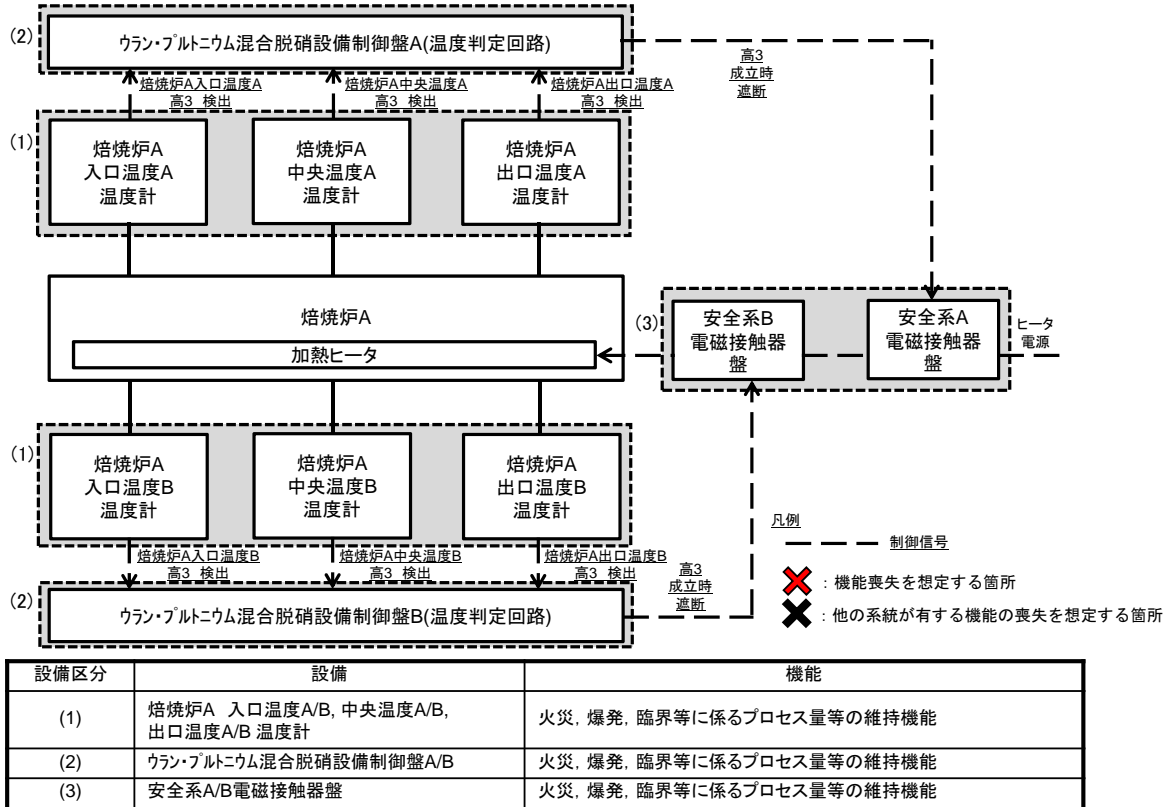 (2)
ウラン・プルトニウム混合脱硝設備制御盤A(温度判定回路)
高3
成立時
遮断
焙焼炉A入口温度A
高3 検出
焙焼炉A中央温度A
高3 検出
焙焼炉A出口温度A
高3 検出
(1)
焙焼炉A
入口温度A
温度計
焙焼炉A
中央温度A
温度計
焙焼炉A
出口温度A
温度計
焙焼炉A
加熱ヒータ
(3)
安全系B
電磁接触器
盤
安全系A
電磁接触器
盤
ヒータ
電源
(1)
焙焼炉A
入口温度B
温度計
焙焼炉A
中央温度B
温度計
焙焼炉A
出口温度B
温度計
焙焼炉A入口温度B
高3 検出
焙焼炉A中央温度B
高3 検出
焙焼炉A出口温度B
高3 検出
(2)
ウラン・プルトニウム混合脱硝設備制御盤B(温度判定回路)
高3
成立時
遮断
凡例
制御信号
：機能喪失を想定する箇所
：他の系統が有する機能の喪失を想定する箇所
設備区分 設備 機能
(1) 焙焼炉A 入口温度A/B, 中央温度A/B, 火災, 爆発, 臨界等に係るプロセス量等の維持機能
出口温度A/B 温度計
(2) ウラン・プルトニウム混合脱硝設備制御盤A/B 火災, 爆発, 臨界等に係るプロセス量等の維持機能
(3) 安全系A/B電磁接触器盤 火災, 爆発, 臨界等に係るプロセス量等の維持機能